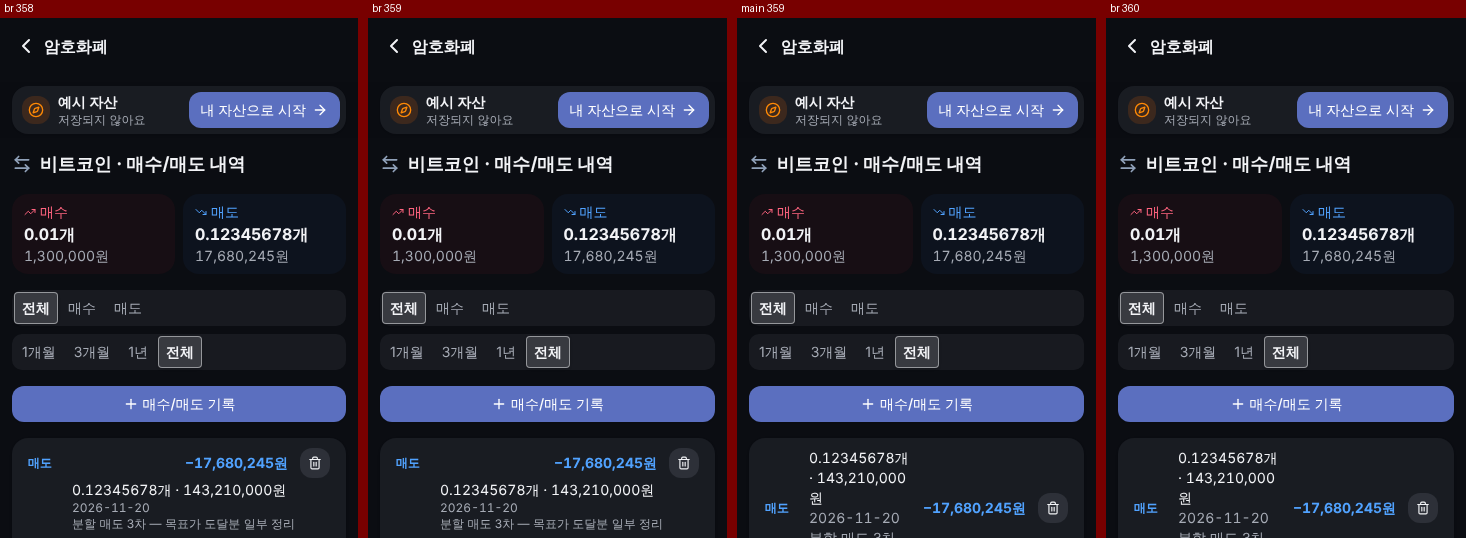 br 358
암호화폐
예시 자산
저장되지 않아요
내 자산으로 시작
비트코인 · 매수/매도 내역
매수
0.01개
1,300,000원
매도
0.12345678개
17,680,245원
전체 매수 매도
1개월 3개월 1년 전체
+ 매수/매도 기록
매도
−17,680,245원
0.12345678개 · 143,210,000원
2026-11-20
분할 매도 3차 — 목표가 도달분 일부 정리
br 359
암호화폐
예시 자산
저장되지 않아요
내 자산으로 시작
비트코인 · 매수/매도 내역
매수
0.01개
1,300,000원
매도
0.12345678개
17,680,245원
전체 매수 매도
1개월 3개월 1년 전체
+ 매수/매도 기록
매도
−17,680,245원
0.12345678개 · 143,210,000원
2026-11-20
분할 매도 3차 — 목표가 도달분 일부 정리
main 359
암호화폐
예시 자산
저장되지 않아요
내 자산으로 시작
비트코인 · 매수/매도 내역
매수
0.01개
1,300,000원
매도
0.12345678개
17,680,245원
전체 매수 매도
1개월 3개월 1년 전체
+ 매수/매도 기록
매도
0.12345678개
· 143,210,000
원
2026-11-20
분할 매도 3차
−17,680,245원
br 360
암호화폐
예시 자산
저장되지 않아요
내 자산으로 시작
비트코인 · 매수/매도 내역
매수
0.01개
1,300,000원
매도
0.12345678개
17,680,245원
전체 매수 매도
1개월 3개월 1년 전체
+ 매수/매도 기록
매도
0.12345678개
· 143,210,000
원
2026-11-20
분할 매도 3차
−17,680,245원